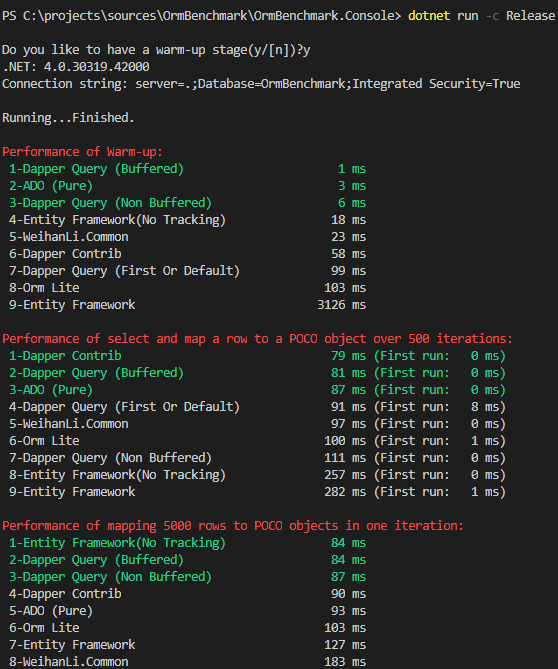 PS C:\projects\sources\OrmBenchmark\OrmBenchmark.Console> dotnet run -c Release
Do you like to have a warm-up stage(y/[n])?y
.NET: 4.0.30319.42000
Connection string: server=.;Database=OrmBenchmark;Integrated Security=True
Running...Finished.
Performance of Warm-up:
1-Dapper Query (Buffered) 1 ms
2-ADO (Pure) 3 ms
3-Dapper Query (Non Buffered) 6 ms
4-Entity Framework(No Tracking) 18 ms
5-WeihanLi.Common 23 ms
6-Dapper Contrib 58 ms
7-Dapper Query (First Or Default) 99 ms
8-Orm Lite 103 ms
9-Entity Framework 3126 ms
Performance of select and map a row to a POCO object over 500 iterations:
1-Dapper Contrib 79 ms (First run: 0 ms)
2-Dapper Query (Buffered) 81 ms (First run: 0 ms)
3-ADO (Pure) 87 ms (First run: 0 ms)
4-Dapper Query (First Or Default) 91 ms (First run: 8 ms)
5-WeihanLi.Common 97 ms (First run: 0 ms)
6-Orm Lite 100 ms (First run: 1 ms)
7-Dapper Query (Non Buffered) 111 ms (First run: 0 ms)
8-Entity Framework(No Tracking) 257 ms (First run: 0 ms)
9-Entity Framework 282 ms (First run: 1 ms)
Performance of mapping 5000 rows to POCO objects in one iteration:
1-Entity Framework(No Tracking) 84 ms
2-Dapper Query (Buffered) 84 ms
3-Dapper Query (Non Buffered) 87 ms
4-Dapper Contrib 90 ms
5-ADO (Pure) 93 ms
6-Orm Lite 103 ms
7-Entity Framework 127 ms
8-WeihanLi.Common 183 ms